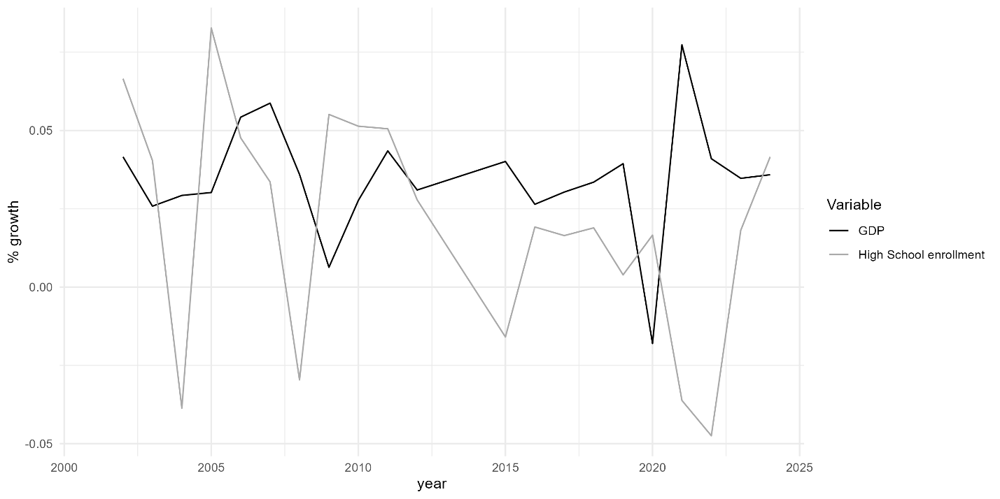 % growth
0.05
0.00
-0.05
2000
2005
2010
2015
2020
2025
year
Variable
GDP
High School enrollment